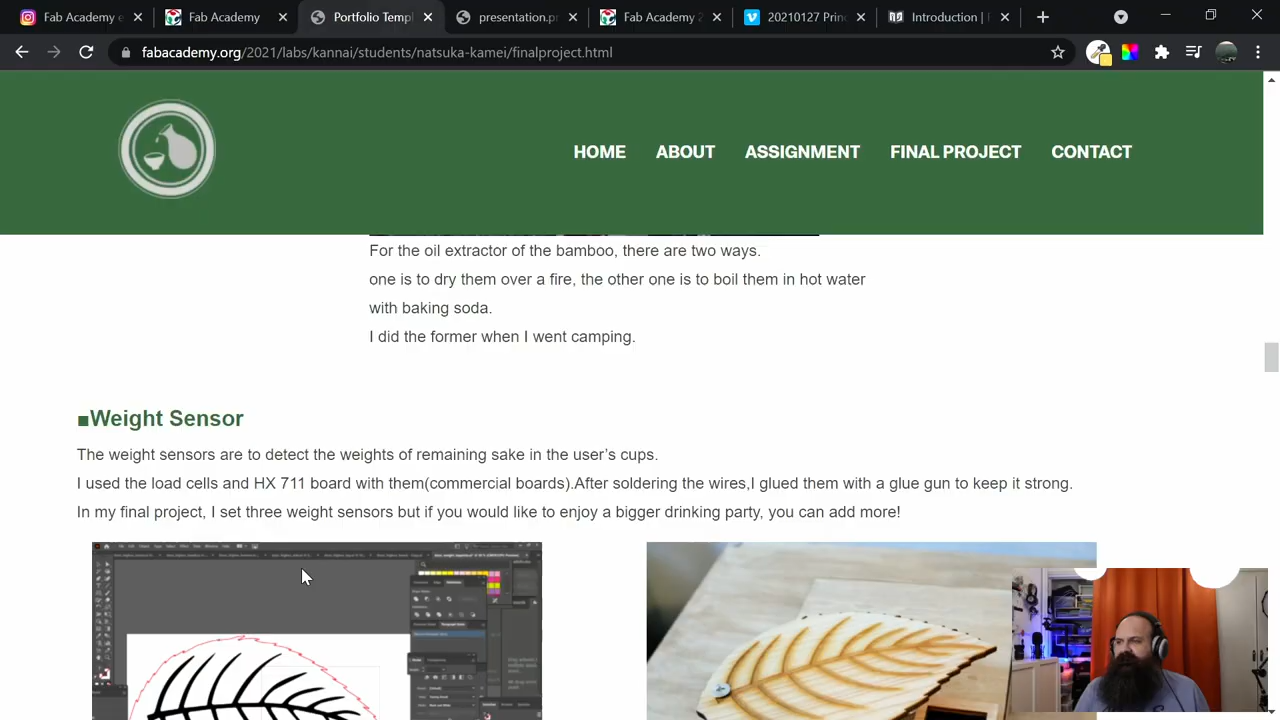 Fab Academy e
Fab Academy
Portfolio Templ
presentation.pr
Fab Academy 2
20210127 Princ
Introduction |
fabacademy.org/2021/labs/kannai/students/natsuka-kamei/finalproject.html
HOME
ABOUT
ASSIGNMENT
FINAL PROJECT
CONTACT
For the oil extractor of the bamboo, there are two ways.
one is to dry them over a fire, the other one is to boil them in hot water
with baking soda.
I did the former when I went camping.
■Weight Sensor
The weight sensors are to detect the weights of remaining sake in the user’s cups.
I used the load cells and HX 711 board with them(commercial boards).After soldering the wires,I glued them with a glue gun to keep it strong.
In my final project, I set three weight sensors but if you would like to enjoy a bigger drinking party, you can add more!